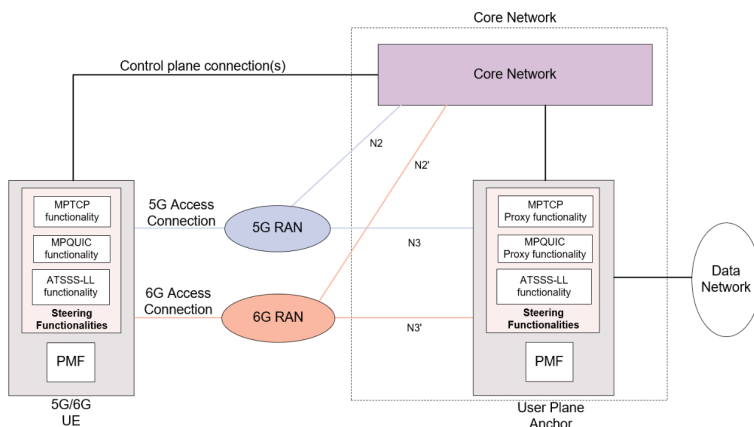 Core Network
Control plane connection(s)
Core Network
N2
N2'
5G Access
Connection
5G RAN
N3
6G Access
Connection
6G RAN
N3'
MPTCP
functionality
MPQUIC
functionality
ATSSS-LL
functionality
Steering
Functionalities
PMF
5G/6G
UE
MPTCP
Proxy functionality
MPQUIC
Proxy functionality
ATSSS-LL
functionality
Steering
Functionalities
PMF
User Plane
Anchor
Data
Network